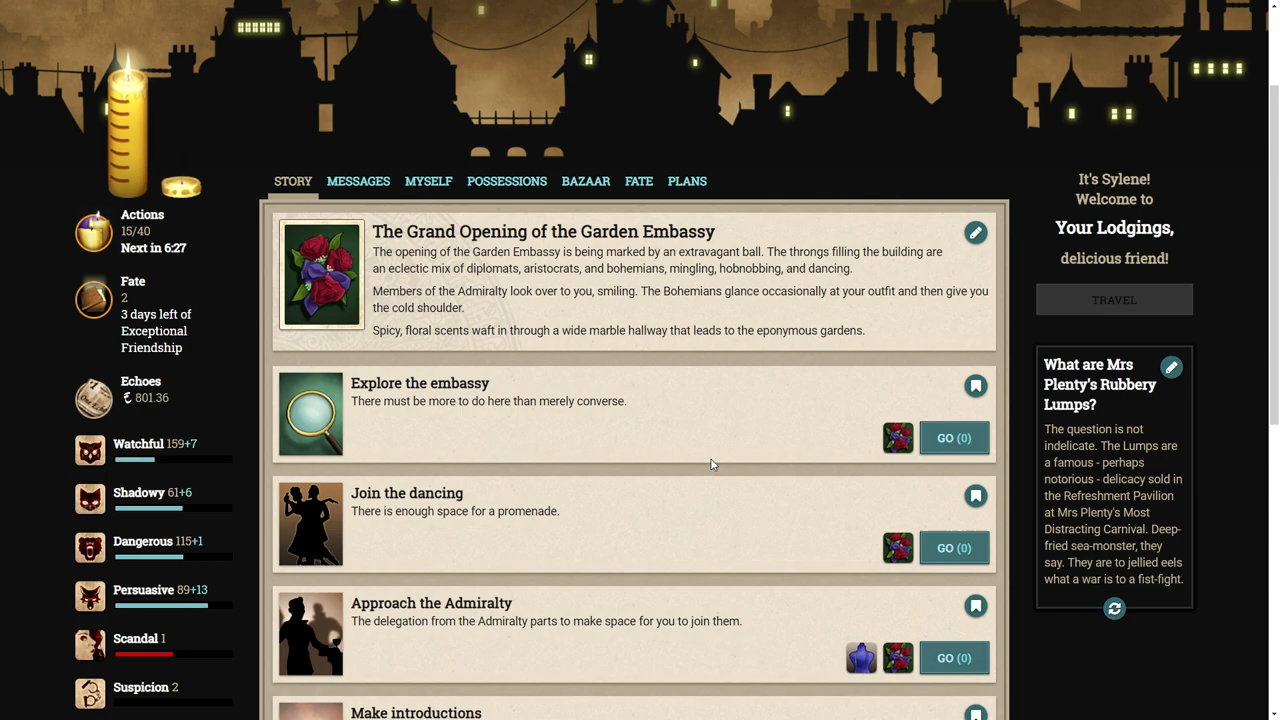 STORY MESSAGES MYSELF POSSESSIONS BAZAAR FATE PLANS
Actions
15/40
Next in 6:27
Fate
2
3 days left of
Exceptional
Friendship
Echoes
801.36
Watchful 159+7
Shadowy 61+6
Dangerous 115+1
Persuasive 89+13
Scandal 1
Suspicion 2
The Grand Opening of the Garden Embassy
The opening of the Garden Embassy is being marked by an extravagant ball. The throngs filling the building are
an eclectic mix of diplomats, aristocrats, and bohemians, mingling, hobnobbing, and dancing.
Members of the Admiralty look over to you, smiling. The Bohemians glance occasionally at your outfit and then give you
the cold shoulder.
Spicy, floral scents waft in through a wide marble hallway that leads to the eponymous gardens.
Explore the embassy
There must be more to do here than merely converse.
GO (0)
Join the dancing
There is enough space for a promenade.
GO (0)
Approach the Admiralty
The delegation from the Admiralty parts to make space for you to join them.
GO (0)
Make introductions
It's Sylene!
Welcome to
Your Lodgings,
delicious friend!
TRAVEL
What are Mrs
Plenty's Rubbery
Lumps?
The question is not
indelicate. The Lumps are
a famous - perhaps
notorious - delicacy sold in
the Refreshment Pavilion
at Mrs Plenty's Most
Distracting Carnival. Deep-
fried sea-monster, they
say. They are to jellied eels
what a war is to a fist-fight.